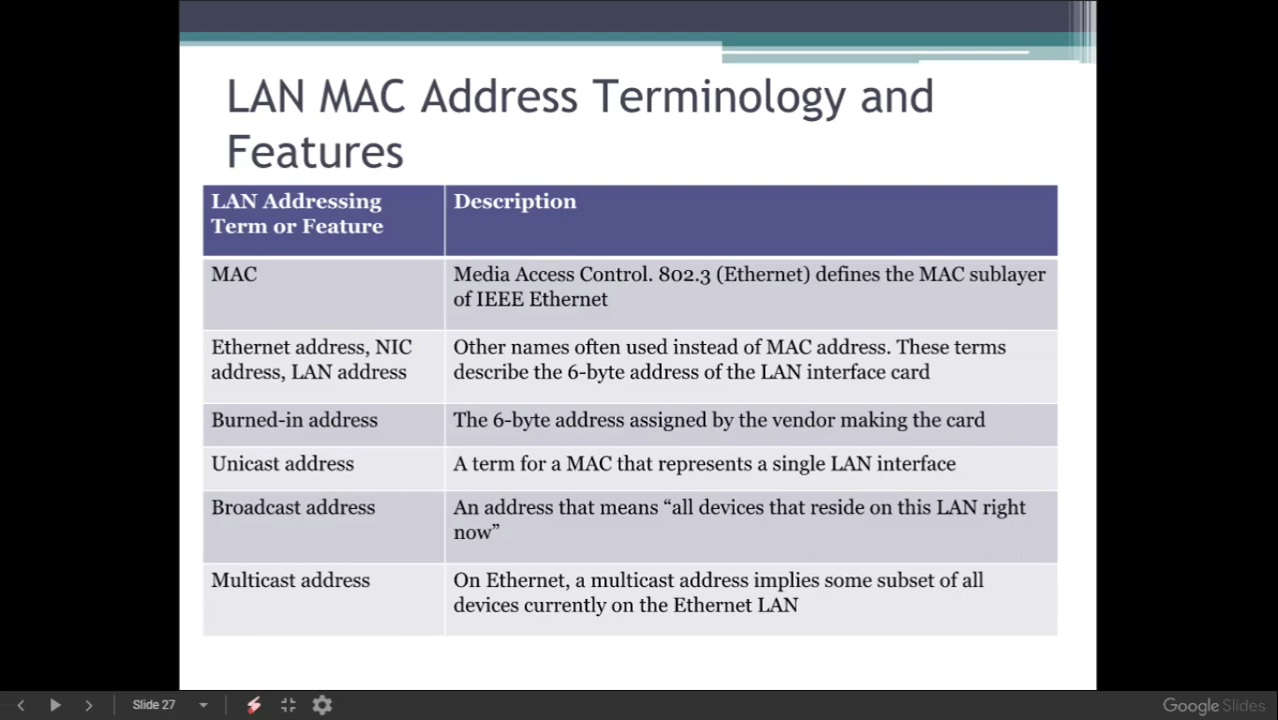 LAN MAC Address Terminology and
Features
LAN Addressing
Term or Feature
Description
MAC
Media Access Control. 802.3 (Ethernet) defines the MAC sublayer
of IEEE Ethernet
Ethernet address, NIC
address, LAN address
Other names often used instead of MAC address. These terms
describe the 6-byte address of the LAN interface card
Burned-in address
The 6-byte address assigned by the vendor making the card
Unicast address
A term for a MAC that represents a single LAN interface
Broadcast address
An address that means “all devices that reside on this LAN right
now”
Multicast address
On Ethernet, a multicast address implies some subset of all
devices currently on the Ethernet LAN
Slide 27
Google Slides